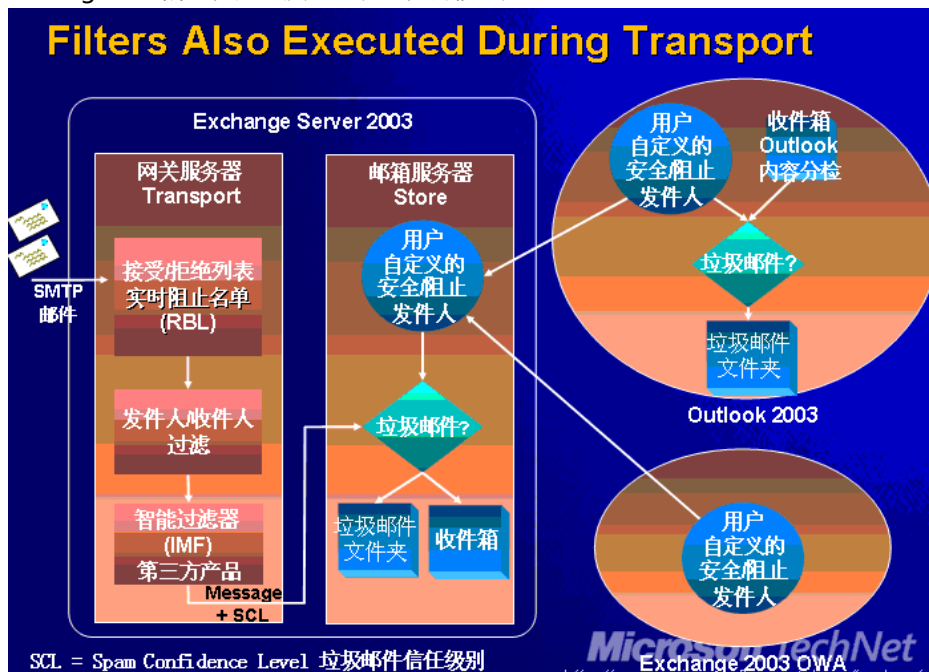 Filters Also Executed During Transport
Exchange Server 2003
网关服务器
Transport
接受/拒绝列表
实时阻止名单
(RBL)
SMTP
邮件
发件人/收件人
过滤
智能过滤器
(IMF)
第三方产品
Message
+ SCL
邮箱服务器
Store
用户
自定义的
安全/阻止
发件人
垃圾邮件?
垃圾邮件
文件夹
收件箱
用户
自定义的
安全/阻止
发件人
收件箱
Outlook
内容分检
垃圾邮件?
垃圾邮件
文件夹
Outlook 2003
用户
自定义的
安全/阻止
发件人
Exchange 2003 OWA
Microsoft TechNet
SCL = Spam Confidence Level 垃圾邮件信任级别